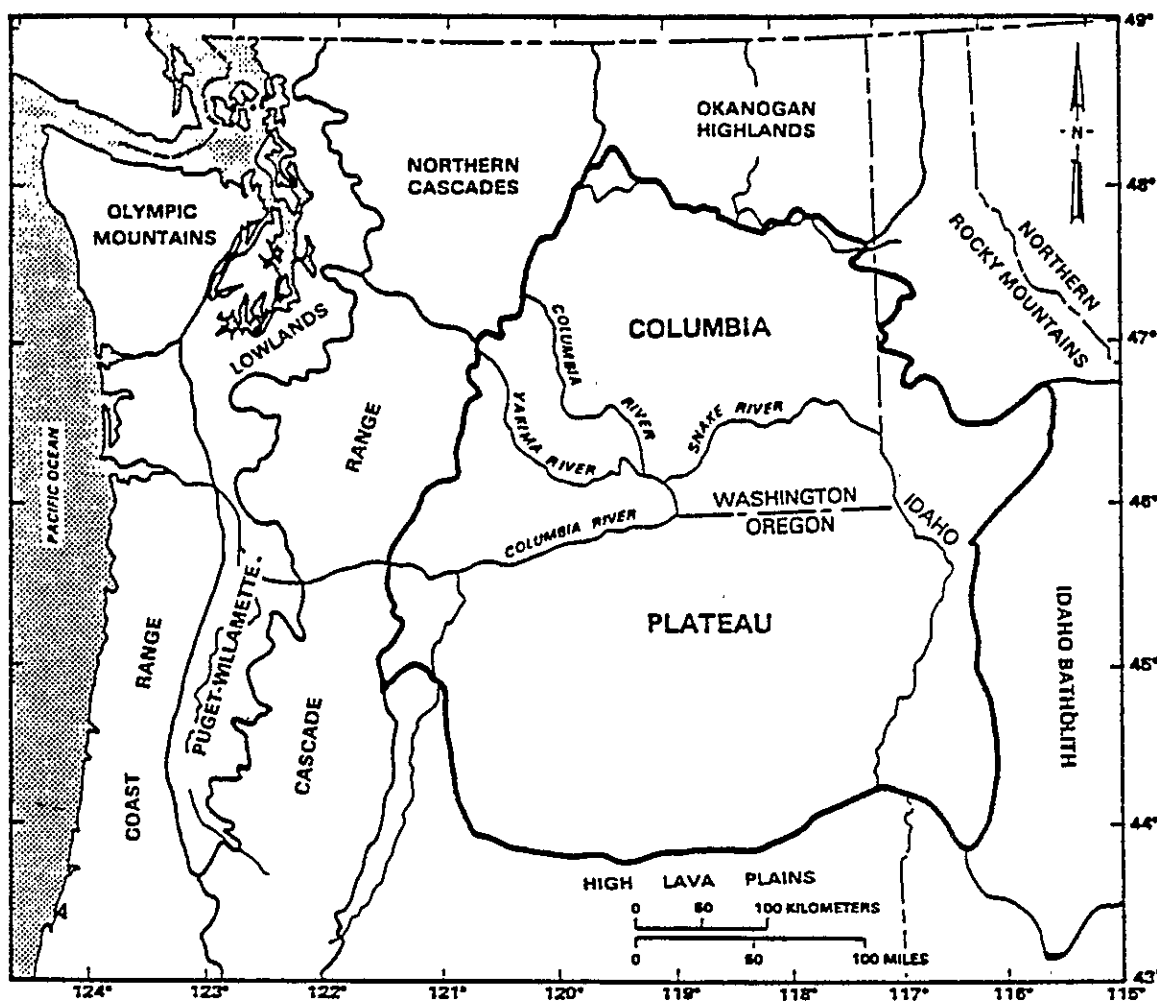 49°
OKANOGAN
HIGHLANDS
N
NORTHERN
CASCADES
48°
OLYMPIC
MOUNTAINS
NORTHERN
ROCKY MOUNTAINS
LOWLANDS
COLUMBIA
47°
COLUMBIA
RIVER
YAKIMA RIVER
SNAKE RIVER
RANGE
PACIFIC OCEAN
46°
WASHINGTON
OREGON
IDAHO
COLUMBIA RIVER
PUGET-WILLAMETTE-
PLATEAU
IDAHO BATHOLITH
RANGE
45°
CASCADE
COAST
44°
HIGH LAVA PLAINS
0 50 100 KILOMETERS
0 50 100 MILES
43°
124° 123° 122° 121° 120° 119° 118° 117° 116° 115°